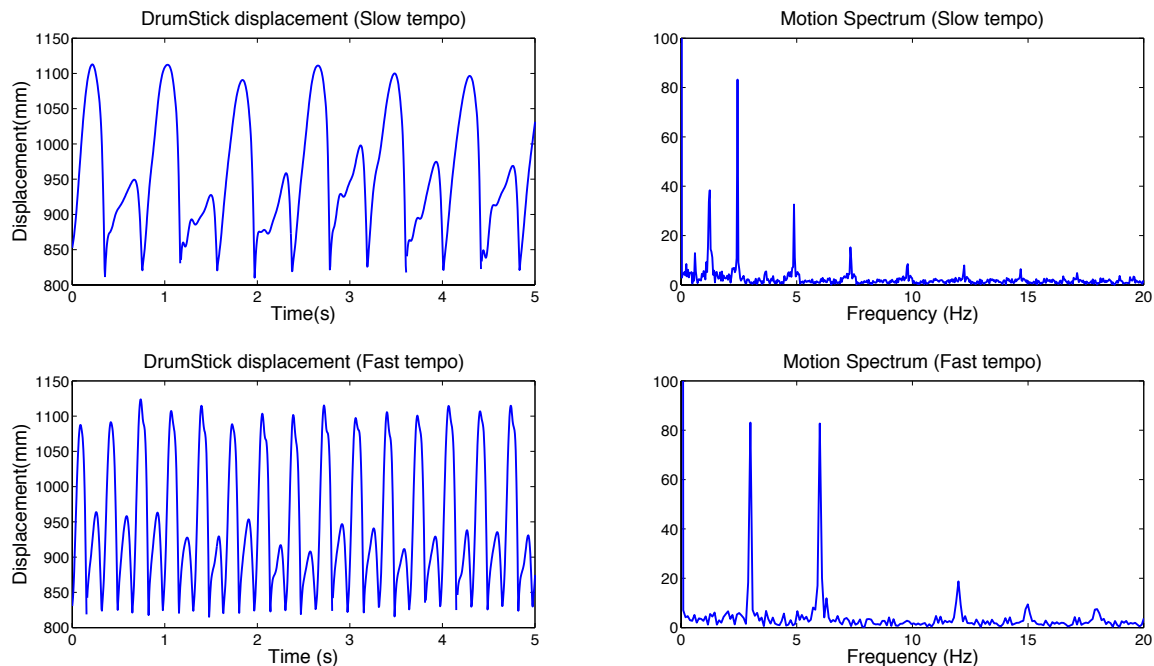 DrumStick displacement (Slow tempo)
1150
1100
1050
1000
950
900
850
800
Displacement(mm)
0 1 2 3 4 5
Time(s)
Motion Spectrum (Slow tempo)
100
80
60
40
20
0
0 5 10 15 20
Frequency (Hz)
DrumStick displacement (Fast tempo)
1150
1100
1050
1000
950
900
850
800
Displacement(mm)
0 1 2 3 4 5
Time (s)
Motion Spectrum (Fast tempo)
100
80
60
40
20
0
0 5 10 15 20
Frequency (Hz)